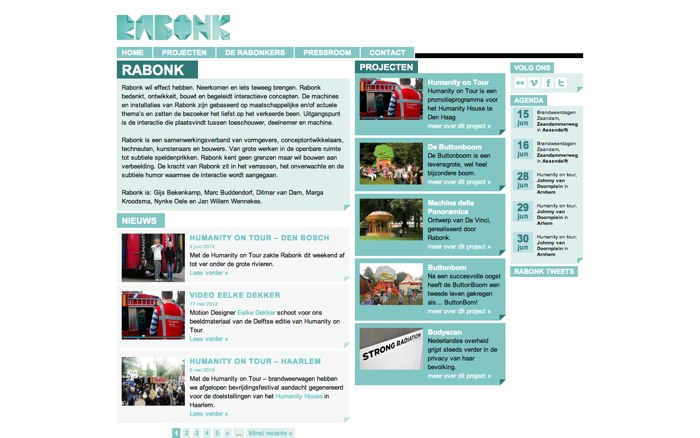 RABONK
HOME
PROJECTEN
DE RABONKERS
PRESSROOM
CONTACT
RABONK
Rabonk wil effect hebben. Neerkomen en iets teweeg brengen. Rabonk
bedenkt, ontwikkelt, bouwt en begeleidt interactieve concepten. De machines
en installaties van Rabonk zijn gebaseerd op maatschappelijke en/of actuele
thema's en zetten de bezoeker het liefst op het verkeerde been. Uitgangspunt
is de interactie die plaatsvindt tussen toeschouwer, deelnemer en machine.
Rabonk is een samenwerkingsverband van vormgevers, conceptontwikkelaars,
techneuten, kunstenaars en bouwers. Van grote werken in de openbare ruimte
tot subtiele speldenprikken. Rabonk kent geen grenzen maar wil bouwen aan
verbeelding. De kracht van Rabonk zit in het verrassen, het onverwachte en de
subtiel humor waarmee de interactie wordt aangegaan.
Rabonk is: Gijs Bekenkamp, Marc Buddendorf, Ditmar van Dam, Marga
Kroodsma, Nynke Oele en Jan Willem Wennekes.
NIEUWS
HUMANITY ON TOUR – DEN BOSCH
4 juni 2012
Met de Humanity on Tour zakte Rabonk dit weekend af
tot ver onder de grote rivieren.
Lees verder »
VIDEO EELKE DEKKER
17 mei 2012
Motion Designer Eelke Dekker schoot voor ons
beeldmateriaal van de Delftse editie van Humanity on
Tour.
Lees verder »
HUMANITY ON TOUR – HAARLEM
8 mei 2012
Met de Humanity on Tour – brandweerwagen hebben
we afgelopen bevrijdingsfestival aandacht gegenereerd
voor de doelstellingen van het Humanity House in
Haarlem.
Lees verder »
1 2 3 4 5 » ... Minst recente »
PROJECTEN
Humanity on Tour
Humanity on Tour is een
promotieprogramma voor
het Humanity House te
Den Haag
meer over dit project »
De Buttonboom
De Buttonboom is een
levensgrote, wel heel
bijzondere boom.
meer over dit project »
Machina della
Panoramica
Ontwerp van Da Vinci,
gerealiseerd door
Rabonk.
meer over dit project »
Buttonbom
Na een succesvolle oogst
heeft de ButtonBoom een
tweede leven gekregen
als... ButtonBom!
meer over dit project »
STRONG RADIATION
Bodyscan
Nederlandse overheid
grijpt steeds verder in de
privacy van haar
bevolking.
meer over dit project »
VOLG ONS
AGENDA
15
jun
Brandweerdagen
Zaandam,
Zaandammerweg
in Assendelft
16
jun
Brandweerdagen
Zaandam,
Zaandammerweg
in Assendelft
28
jun
Humanity on tour,
Johnny van
Doornplein in
Arnhem
29
jun
Humanity on tour,
Johnny van
Doornplein in
Arnhem
30
jun
Humanity on tour,
Johnny van
Doornplein in
Arnhem
RABONK TWEETS